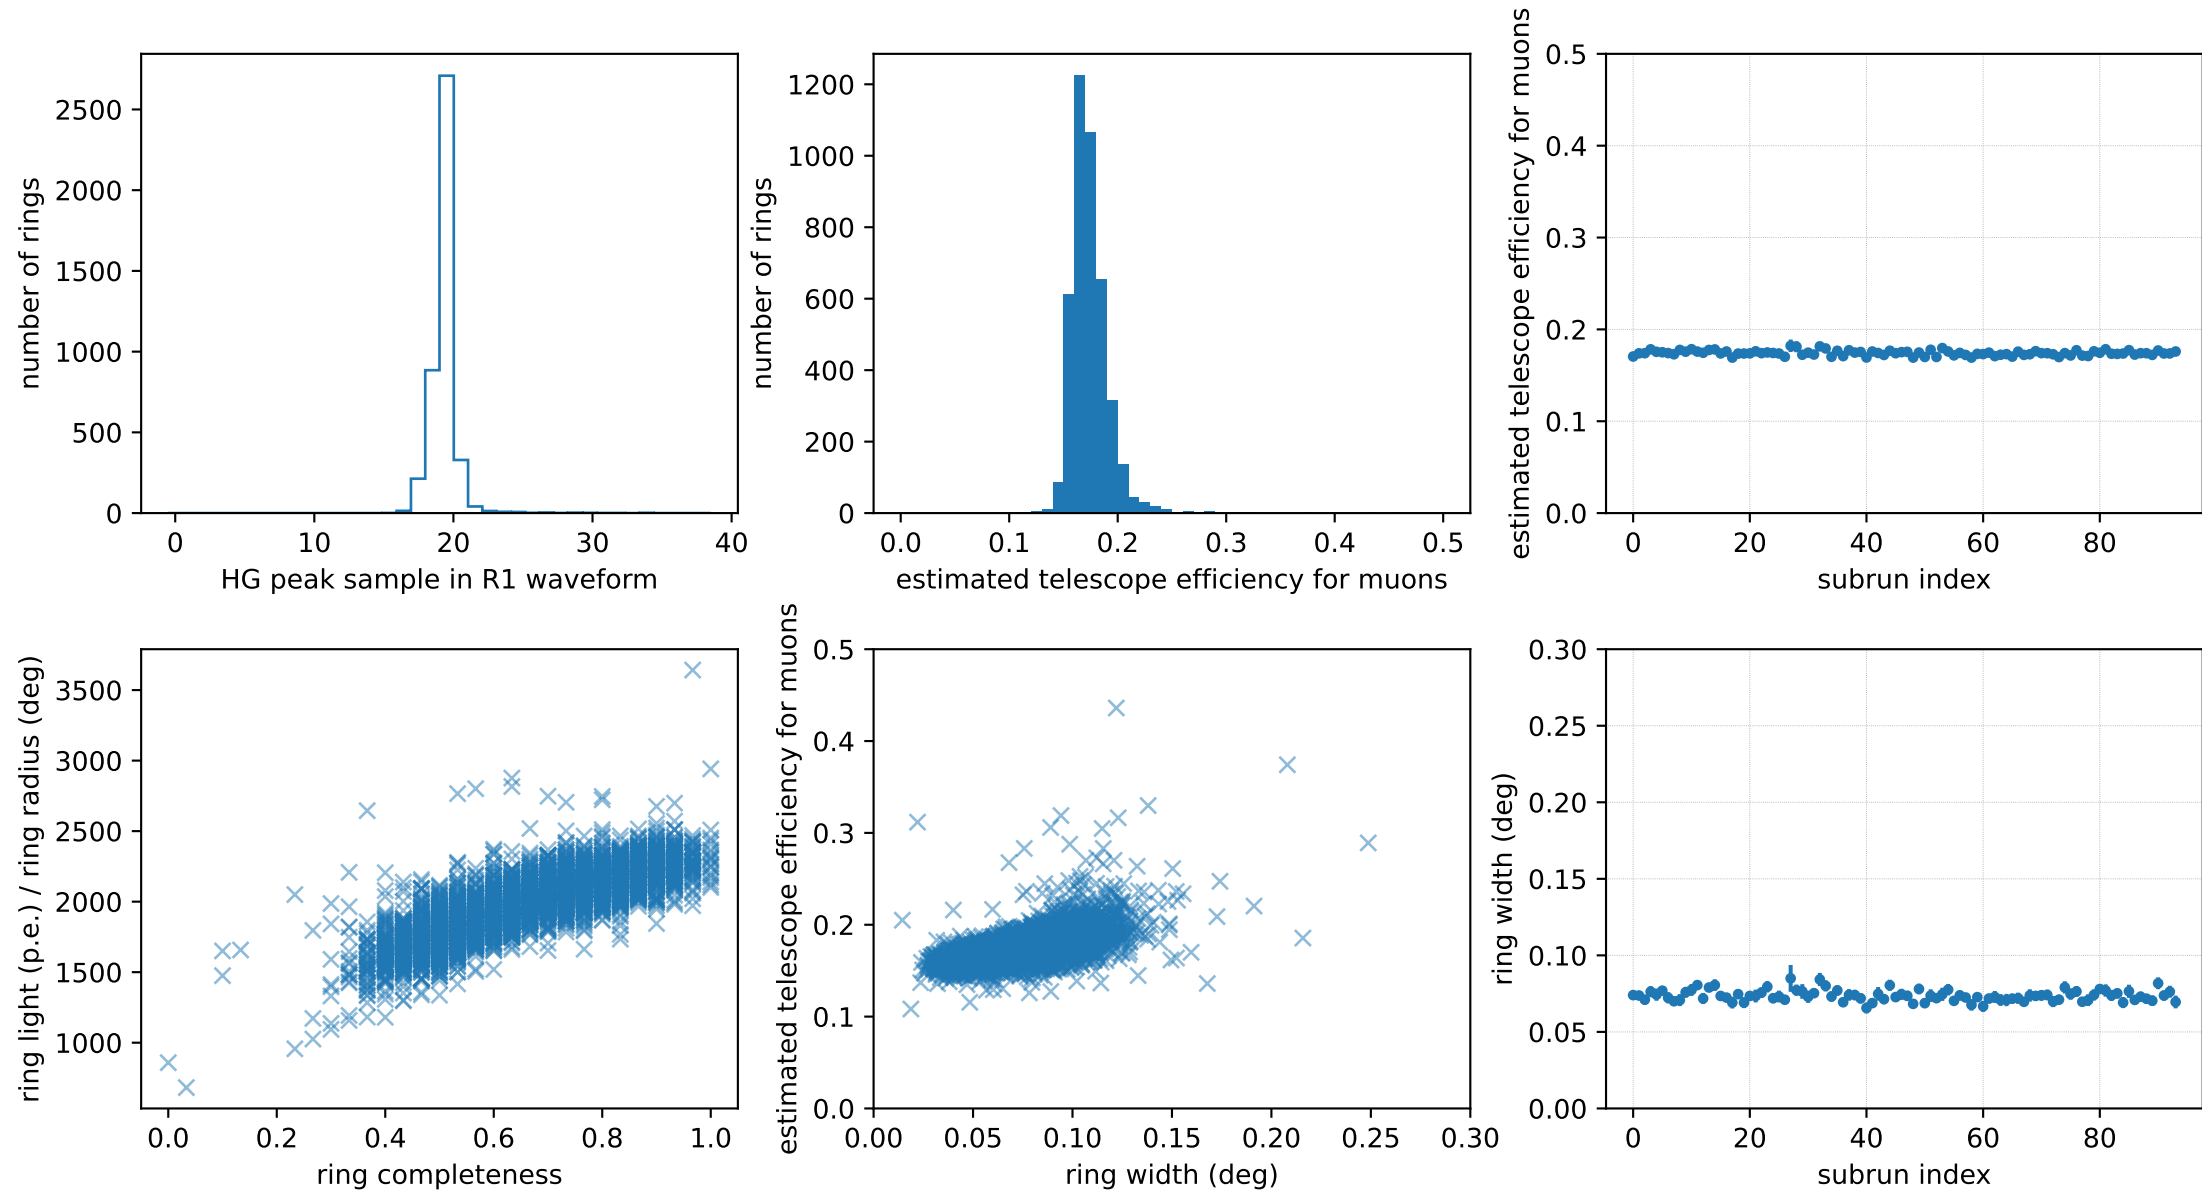 number of rings
2500
2000
1500
1000
500
0
0 10 20 30 40
HG peak sample in R1 waveform
number of rings
1200
1000
800
600
400
200
0
0.0 0.1 0.2 0.3 0.4 0.5
estimated telescope efficiency for muons
estimated telescope efficiency for muons
0.5
0.4
0.3
0.2
0.1
0.0
0 20 40 60 80
subrun index
ring light (p.e.) / ring radius (deg)
3500
3000
2500
2000
1500
1000
0.0 0.2 0.4 0.6 0.8 1.0
ring completeness
estimated telescope efficiency for muons
0.5
0.4
0.3
0.2
0.1
0.0
0.00 0.05 0.10 0.15 0.20 0.25 0.30
ring width (deg)
ring width (deg)
0.30
0.25
0.20
0.15
0.10
0.05
0.00
0 20 40 60 80
subrun index